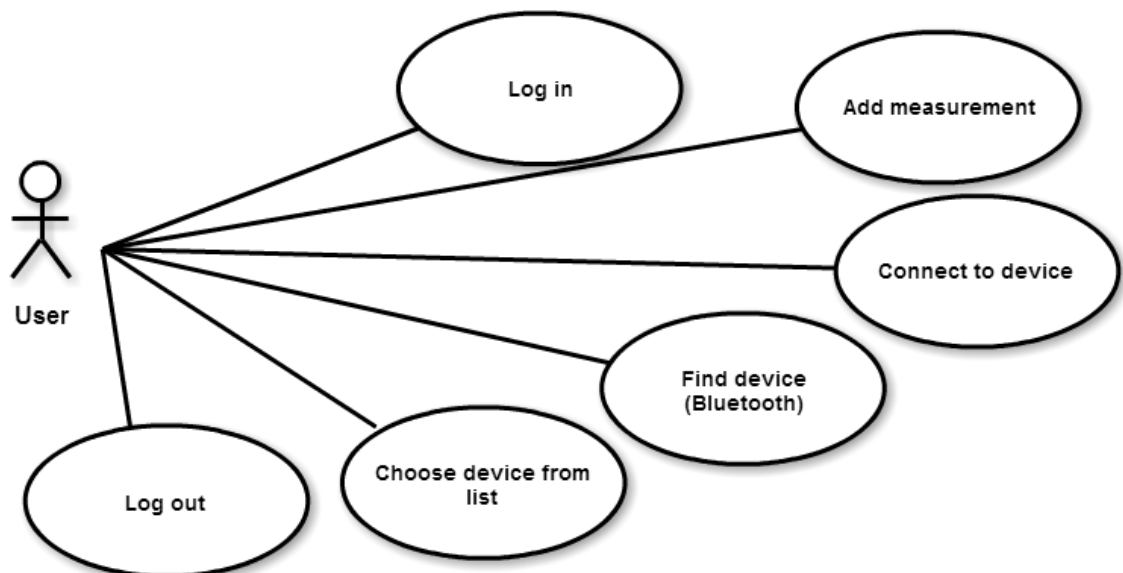 Log in
Add measurement
User
Connect to device
Find device
(Bluetooth)
Choose device from
list
Log out